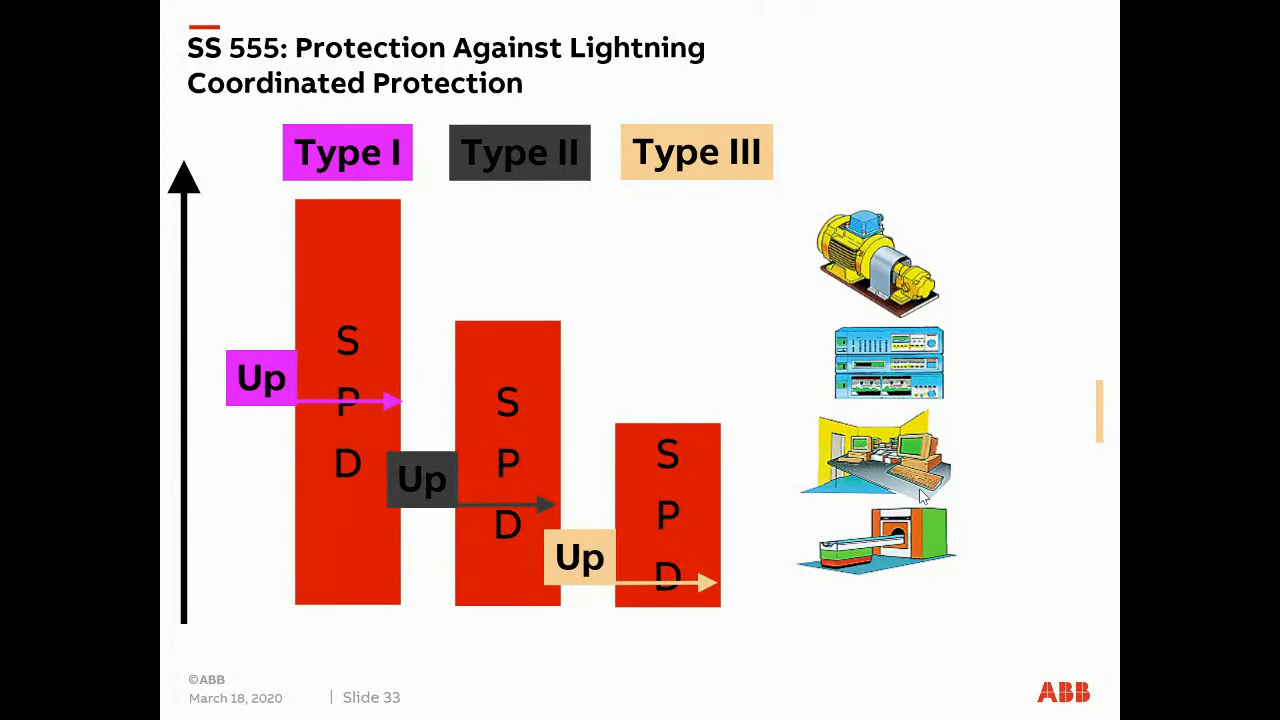 SS 555: Protection Against Lightning
Coordinated Protection
Type I
Type II
Type III
S
P
D
Up
S
P
D
Up
S
P
D
Up
©ABB
March 18, 2020
Slide 33
ABB